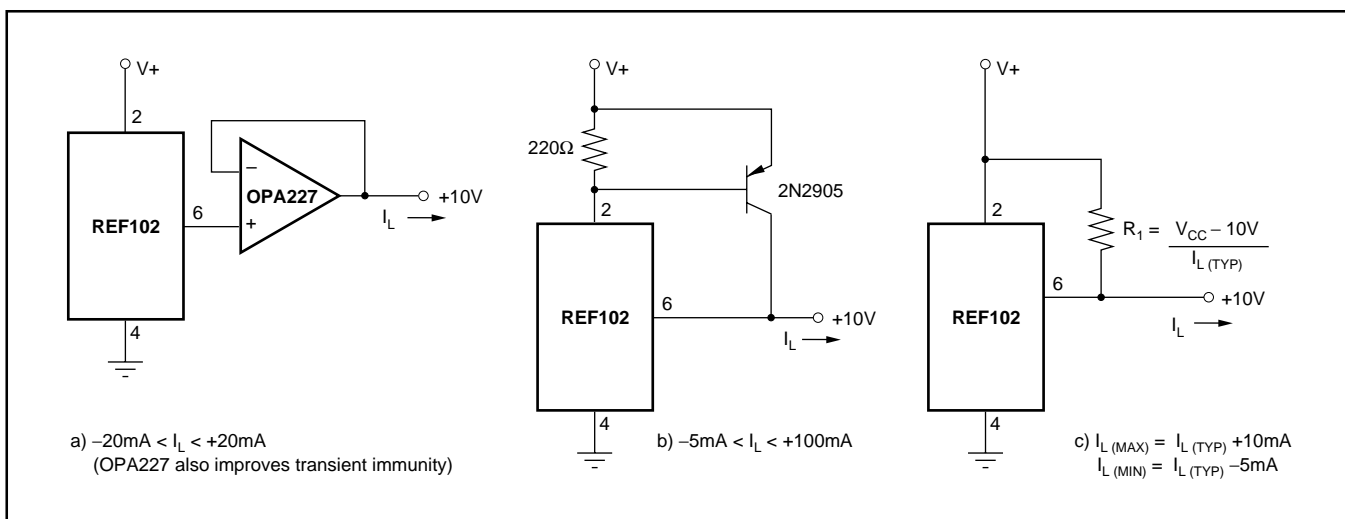 V+
2
REF102
6
–
+
OPA227
+10V
I_L
4
a) –20mA < I_L < +20mA
(OPA227 also improves transient immunity)
V+
220Ω
2N2905
2
REF102
6
+10V
I_L
4
b) –5mA < I_L < +100mA
V+
2
R_1 = V_CC – 10V
I_L (TYP)
REF102
6
+10V
I_L
4
c) I_L (MAX) = I_L (TYP) +10mA
I_L (MIN) = I_L (TYP) –5mA